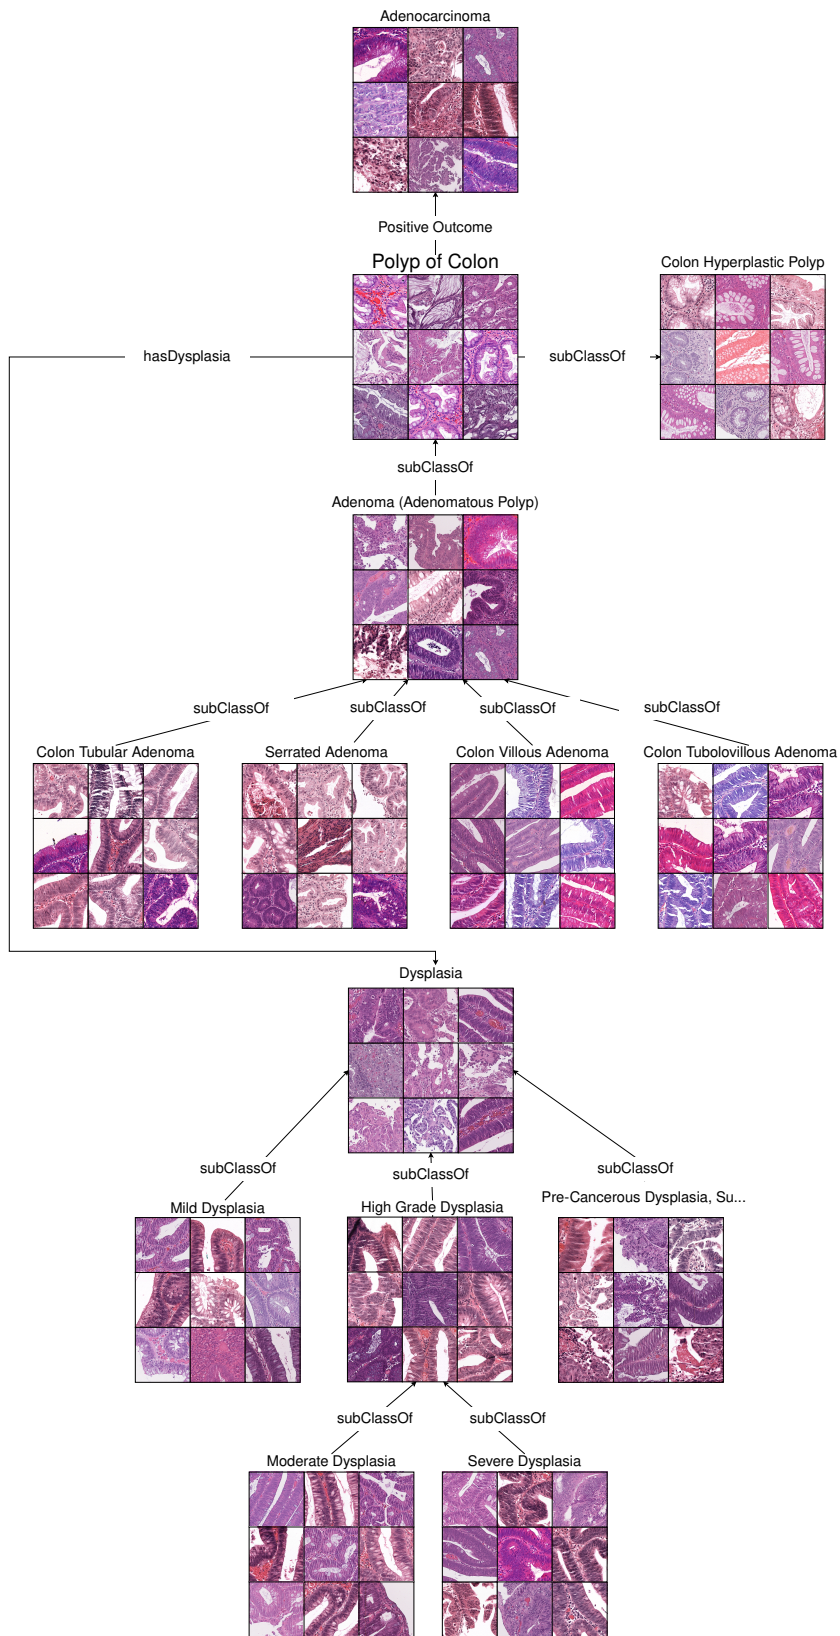 Adenocarcinoma
Positive Outcome
Polyp of Colon
Colon Hyperplastic Polyp
hasDysplasia
subClassOf
subClassOf
Adenoma (Adenomatous Polyp)
subClassOf
subClassOf
subClassOf
subClassOf
Colon Tubular Adenoma
Serrated Adenoma
Colon Villous Adenoma
Colon Tubolovillous Adenoma
Dysplasia
subClassOf
subClassOf
subClassOf
Mild Dysplasia
High Grade Dysplasia
Pre-Cancerous Dysplasia, Su...
subClassOf
subClassOf
Moderate Dysplasia
Severe Dysplasia